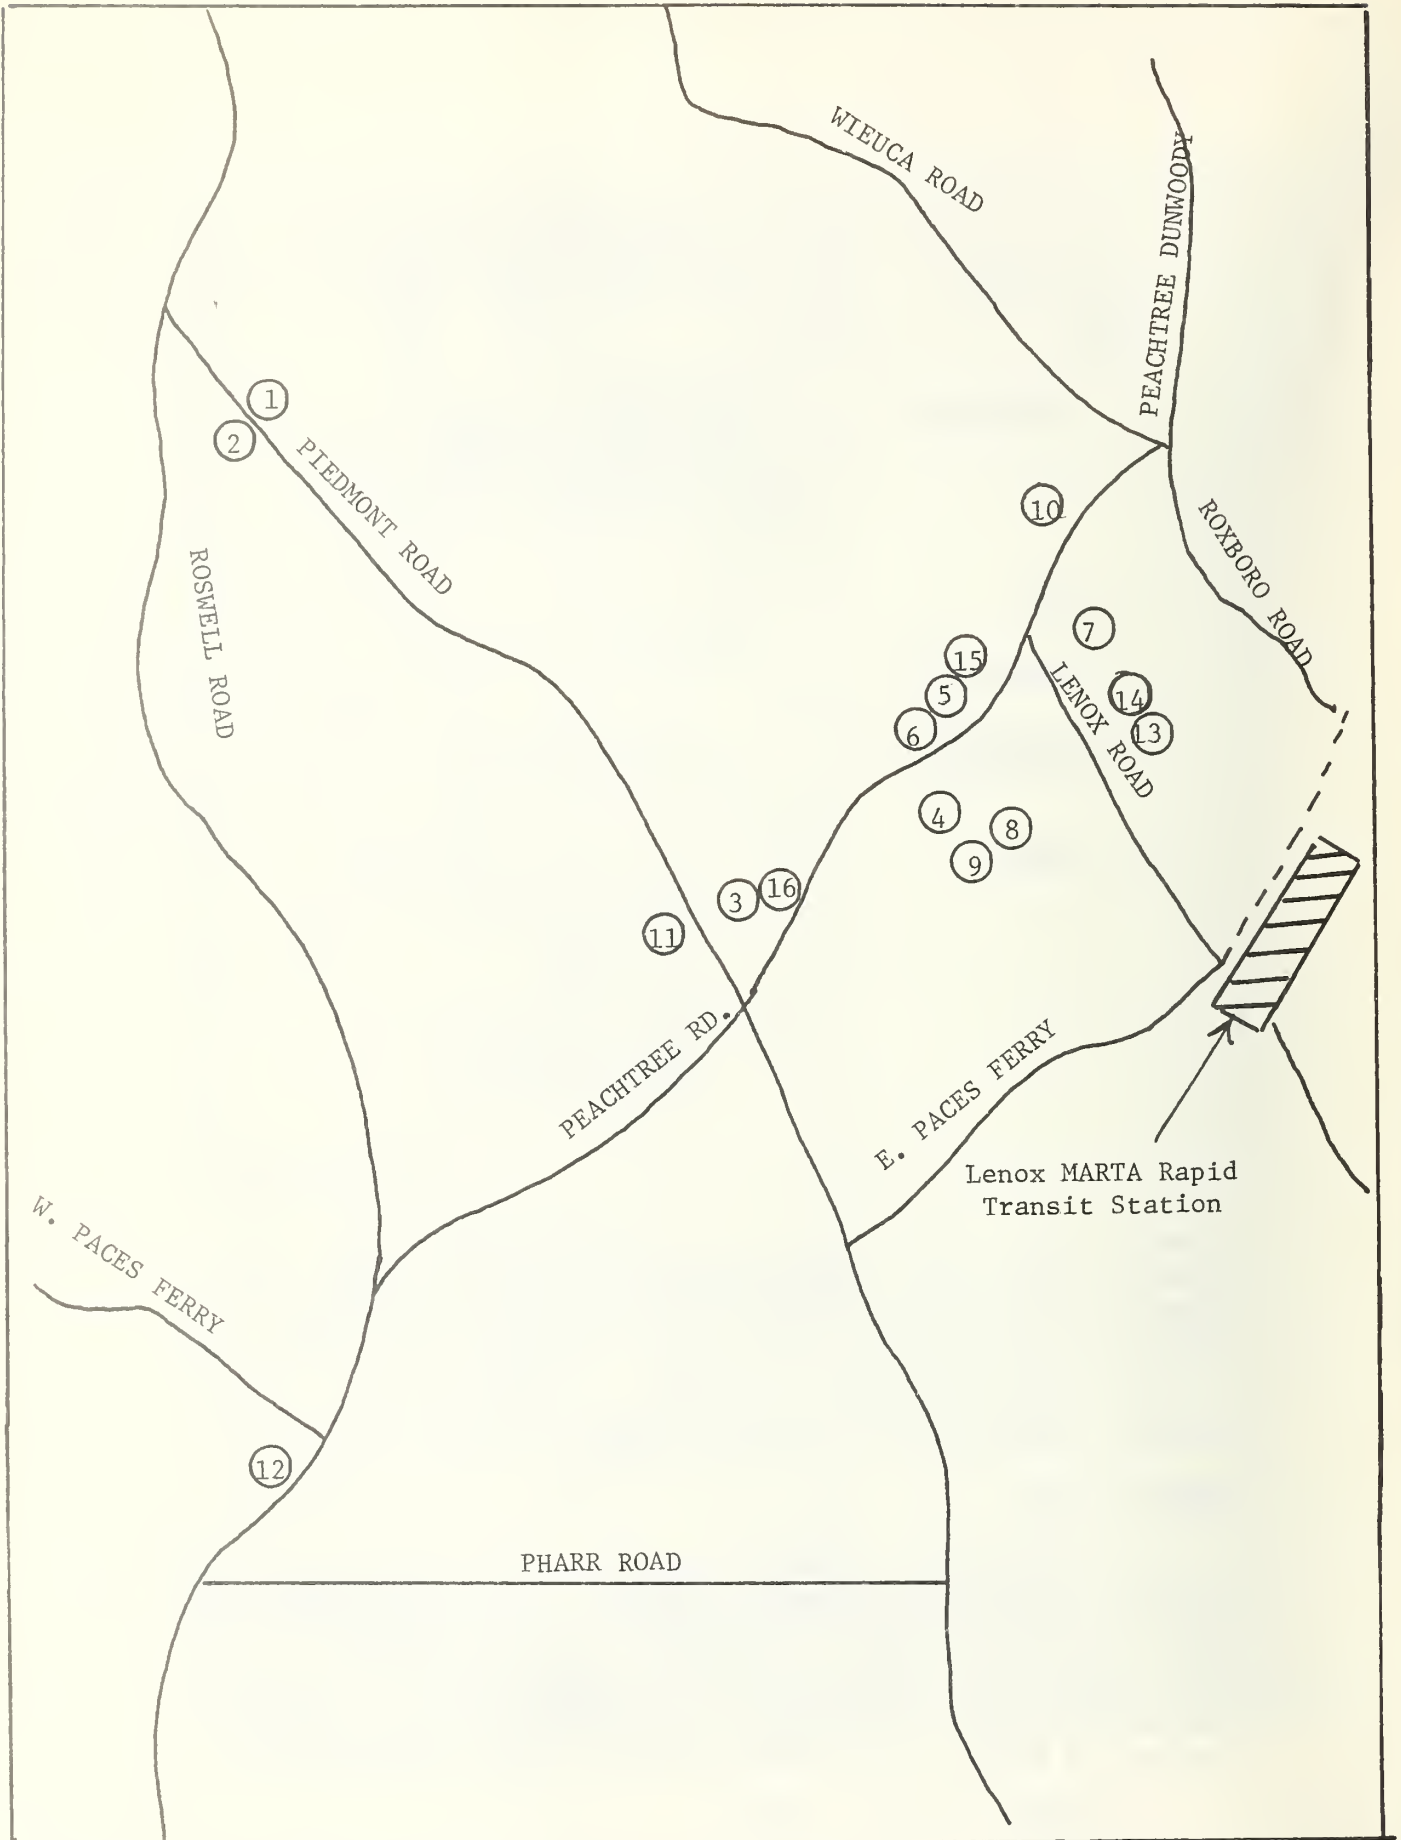 WIEUCA ROAD
PEACHTREE DUNWOODY
1
2
PIEDMONT ROAD
10
ROXBORO ROAD
ROSWELL ROAD
7
15
5
14
LENOX ROAD
6
13
4
8
9
3
16
11
PEACHTREE RD.
E. PACES FERRY
Lenox MARTA Rapid
Transit Station
W. PACES FERRY
12
PHARR ROAD